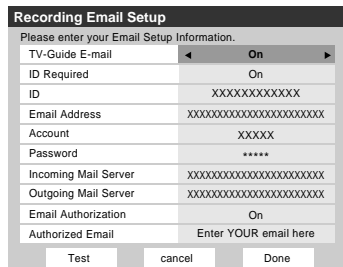 Recording Email Setup
Please enter your Email Setup Information.
TV-Guide E-mail ◄ On ►
ID Required On
ID XXXXXXXXXXXX
Email Address XXXXXXXXXXXXXXXXXXXXXXX
Account XXXXX
Password *****
Incoming Mail Server XXXXXXXXXXXXXXXXXXXXXXX
Outgoing Mail Server XXXXXXXXXXXXXXXXXXXXXXX
Email Authorization On
Authorized Email Enter YOUR email here
Test cancel Done